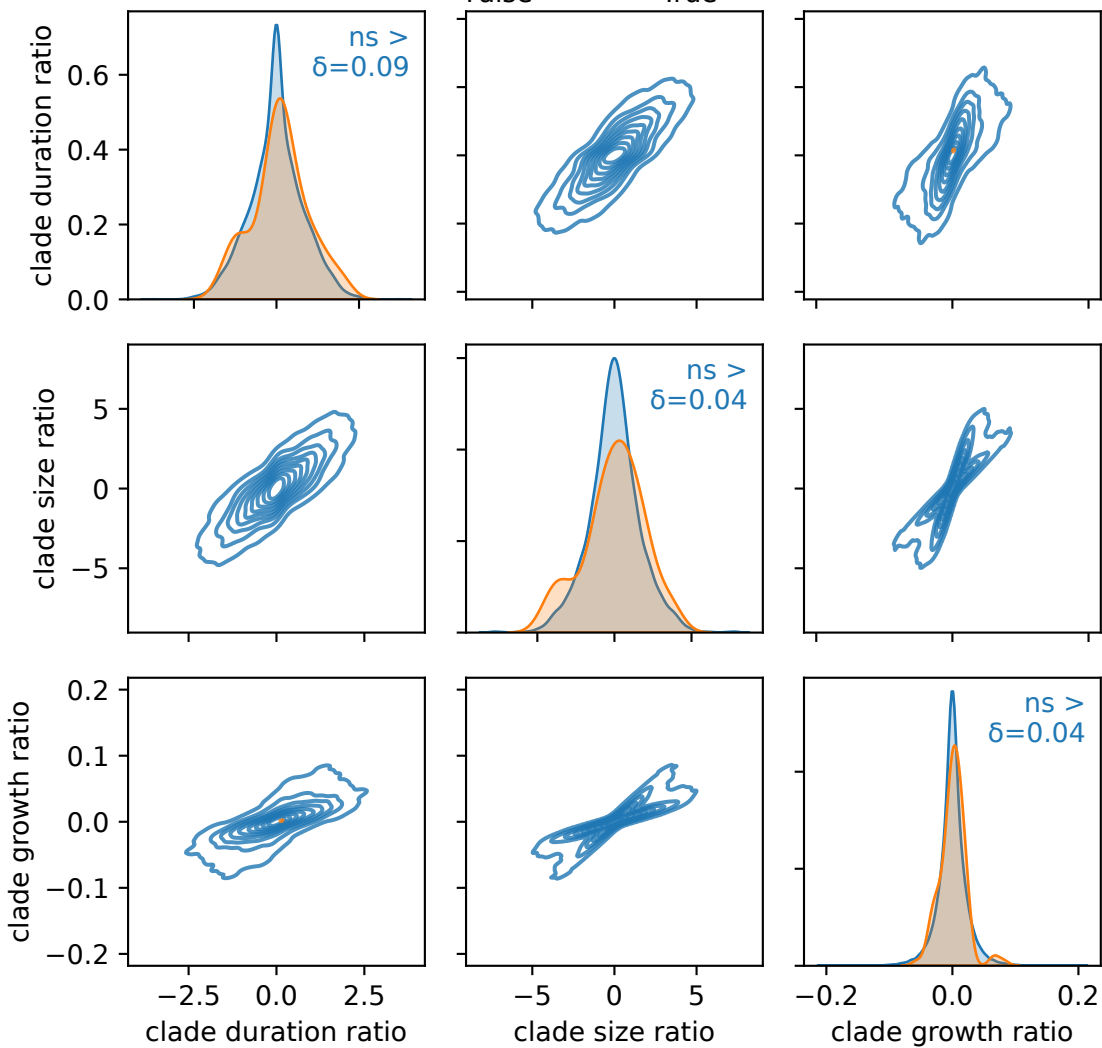 False True
clade duration ratio
0.6
0.4
0.2
0.0
ns >
δ=0.09
clade size ratio
5
0
−5
ns >
δ=0.04
clade growth ratio
0.2
0.1
0.0
−0.1
−0.2
ns >
δ=0.04
−2.5 0.0 2.5
−5 0 5
−0.2 0.0 0.2
clade duration ratio
clade size ratio
clade growth ratio